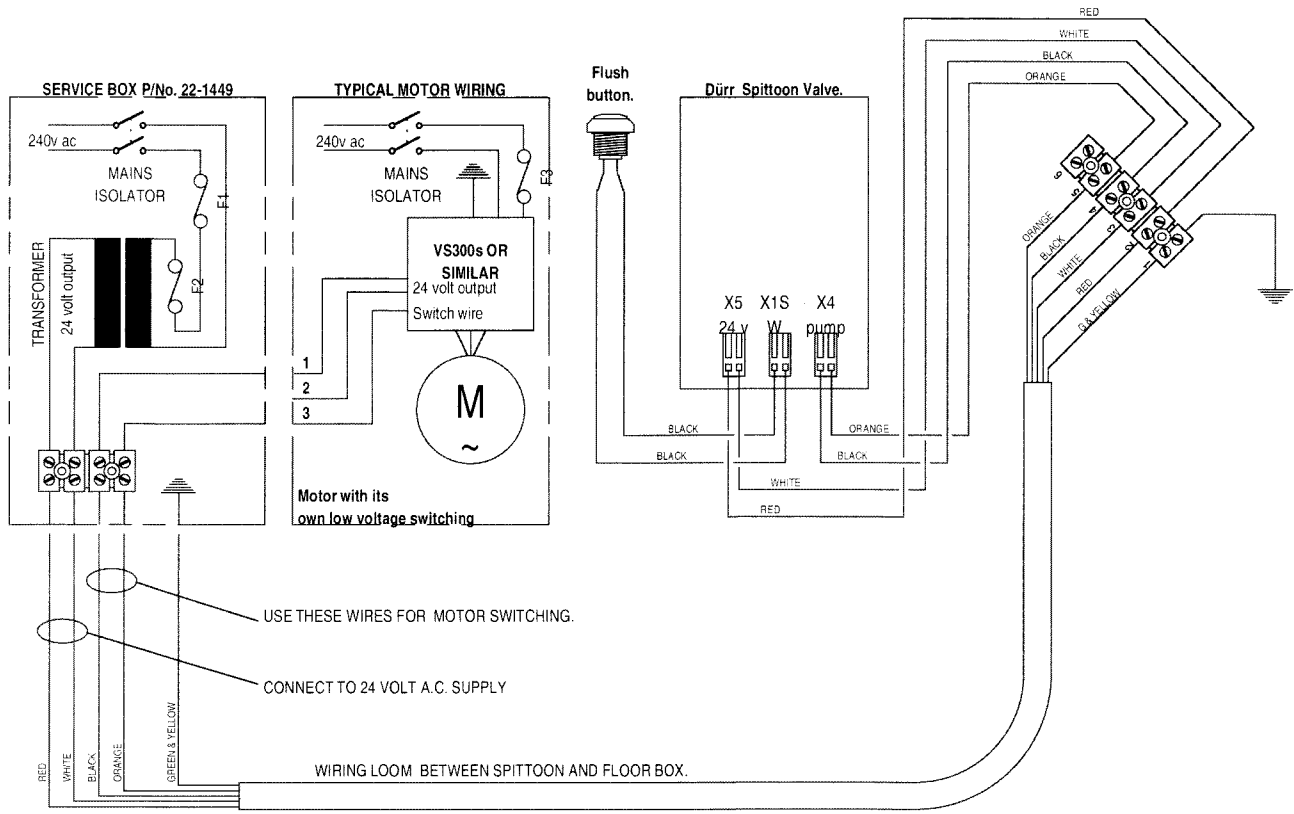 RED
WHITE
BLACK
ORANGE
SERVICE BOX P/No. 22-1449
TYPICAL MOTOR WIRING
Flush
button.
Dürr Spittoon Valve.
240v ac
MAINS
ISOLATOR
F1
F2
TRANSFORMER
24 volt output
240v ac
MAINS
ISOLATOR
F3
VS300s OR
SIMILAR
24 volt output
Switch wire
1
2
3
M
~
Motor with its
own low voltage switching
X5
24 v
X1S
W
X4
pump
BLACK
BLACK
ORANGE
BLACK
WHITE
RED
6
5
4
3
2
1
ORANGE
BLACK
WHITE
RED
G & YELLOW
USE THESE WIRES FOR MOTOR SWITCHING.
CONNECT TO 24 VOLT A.C. SUPPLY
RED
WHITE
BLACK
ORANGE
GREEN & YELLOW
WIRING LOOM BETWEEN SPITTOON AND FLOOR BOX.